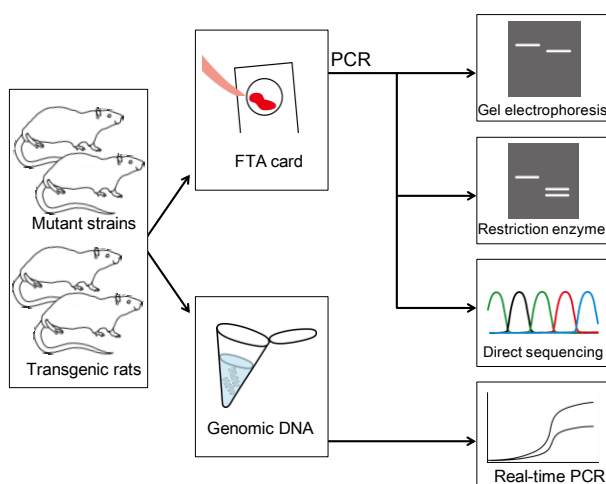 Mutant strains
Transgenic rats
FTA card
Genomic DNA
PCR
Gel electrophoresis
Restriction enzyme
Direct sequencing
Real-time PCR